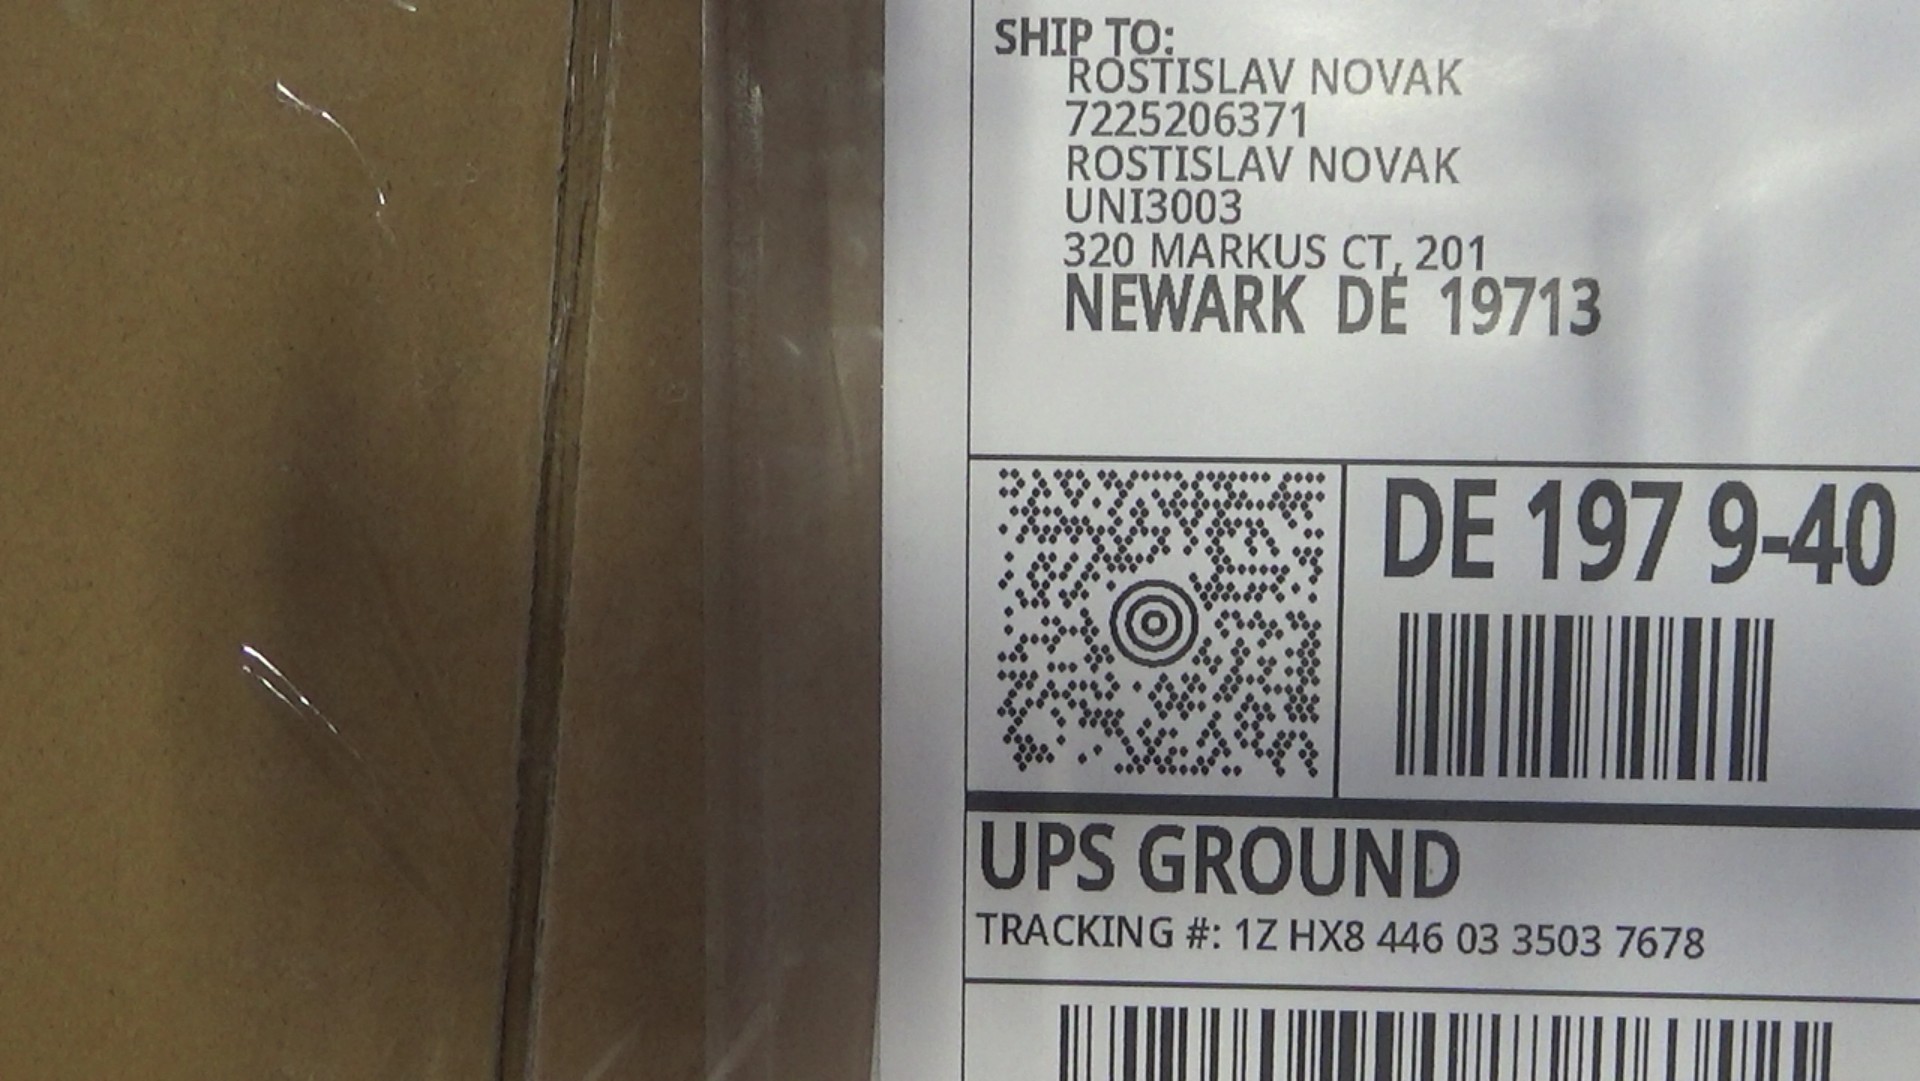 SHIP TO:
ROSTISLAV NOVAK
7225206371
ROSTISLAV NOVAK
UNI3003
320 MARKUS CT, 201
NEWARK DE 19713
DE 197 9-40
UPS GROUND
TRACKING #: 1Z HX8 446 03 3503 7678